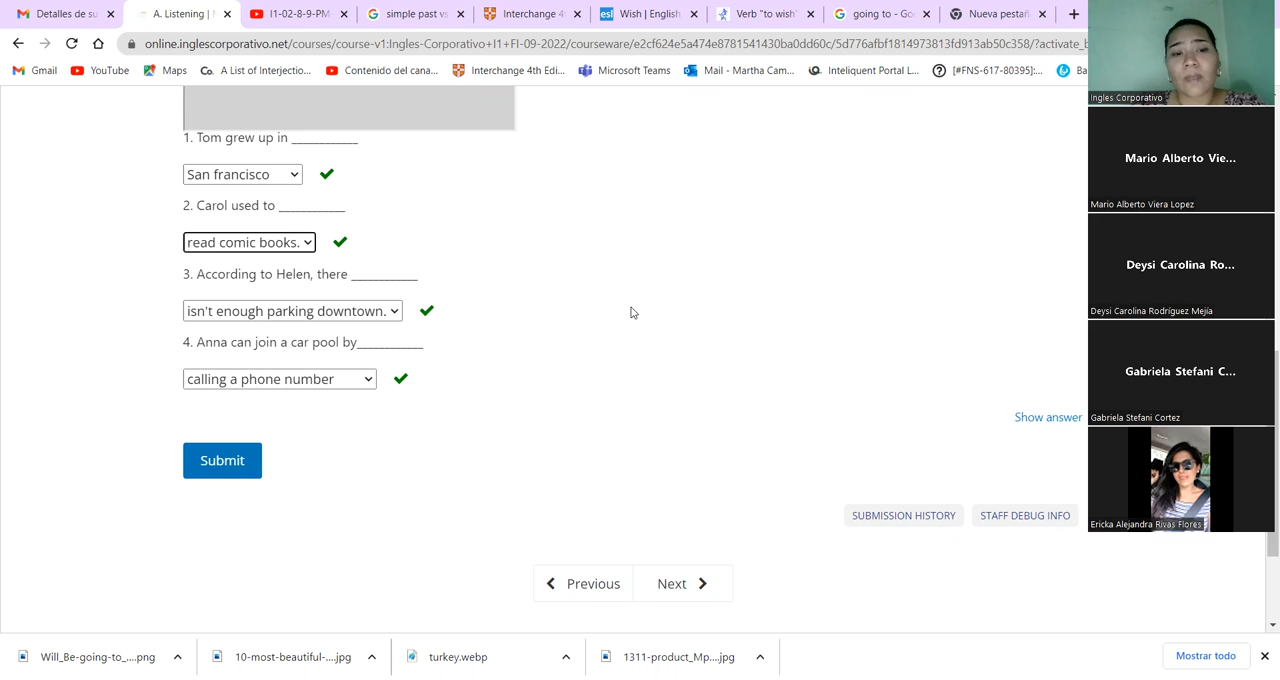 Detalles de su
A. Listening |
I1-02-8-9-PM-
simple past vs
Interchange 4
Wish | English
Verb "to wish"
going to - Go
Nueva pestañ
online.inglescorporativo.net/courses/course-v1:Ingles-Corporativo+I1+FI-09-2022/courseware/e2cf624e5a474e8781541430ba0dd60c/5d776afbf1814973813fd913ab50c358/?activate_b
Gmail
YouTube
Maps
A List of Interjectio...
Contenido del cana...
Interchange 4th Edi...
Microsoft Teams
Mail - Martha Cam...
Inteliquent Portal L...
[#FNS-617-80395]:...
Ba
Ingles Corporativo
1. Tom grew up in ____________
San francisco
2. Carol used to ____________
read comic books.
3. According to Helen, there ____________
isn't enough parking downtown.
4. Anna can join a car pool by____________
calling a phone number
Show answer
Submit
SUBMISSION HISTORY
STAFF DEBUG INFO
Previous
Next
Mario Alberto Vie...
Mario Alberto Viera Lopez
Deysi Carolina Ro...
Deysi Carolina Rodríguez Mejía
Gabriela Stefani C...
Gabriela Stefani Cortez
Ericka Alejandra Rivas Flores
Will_Be-going-to_....png
10-most-beautiful-....jpg
turkey.webp
1311-product_Mp....jpg
Mostrar todo